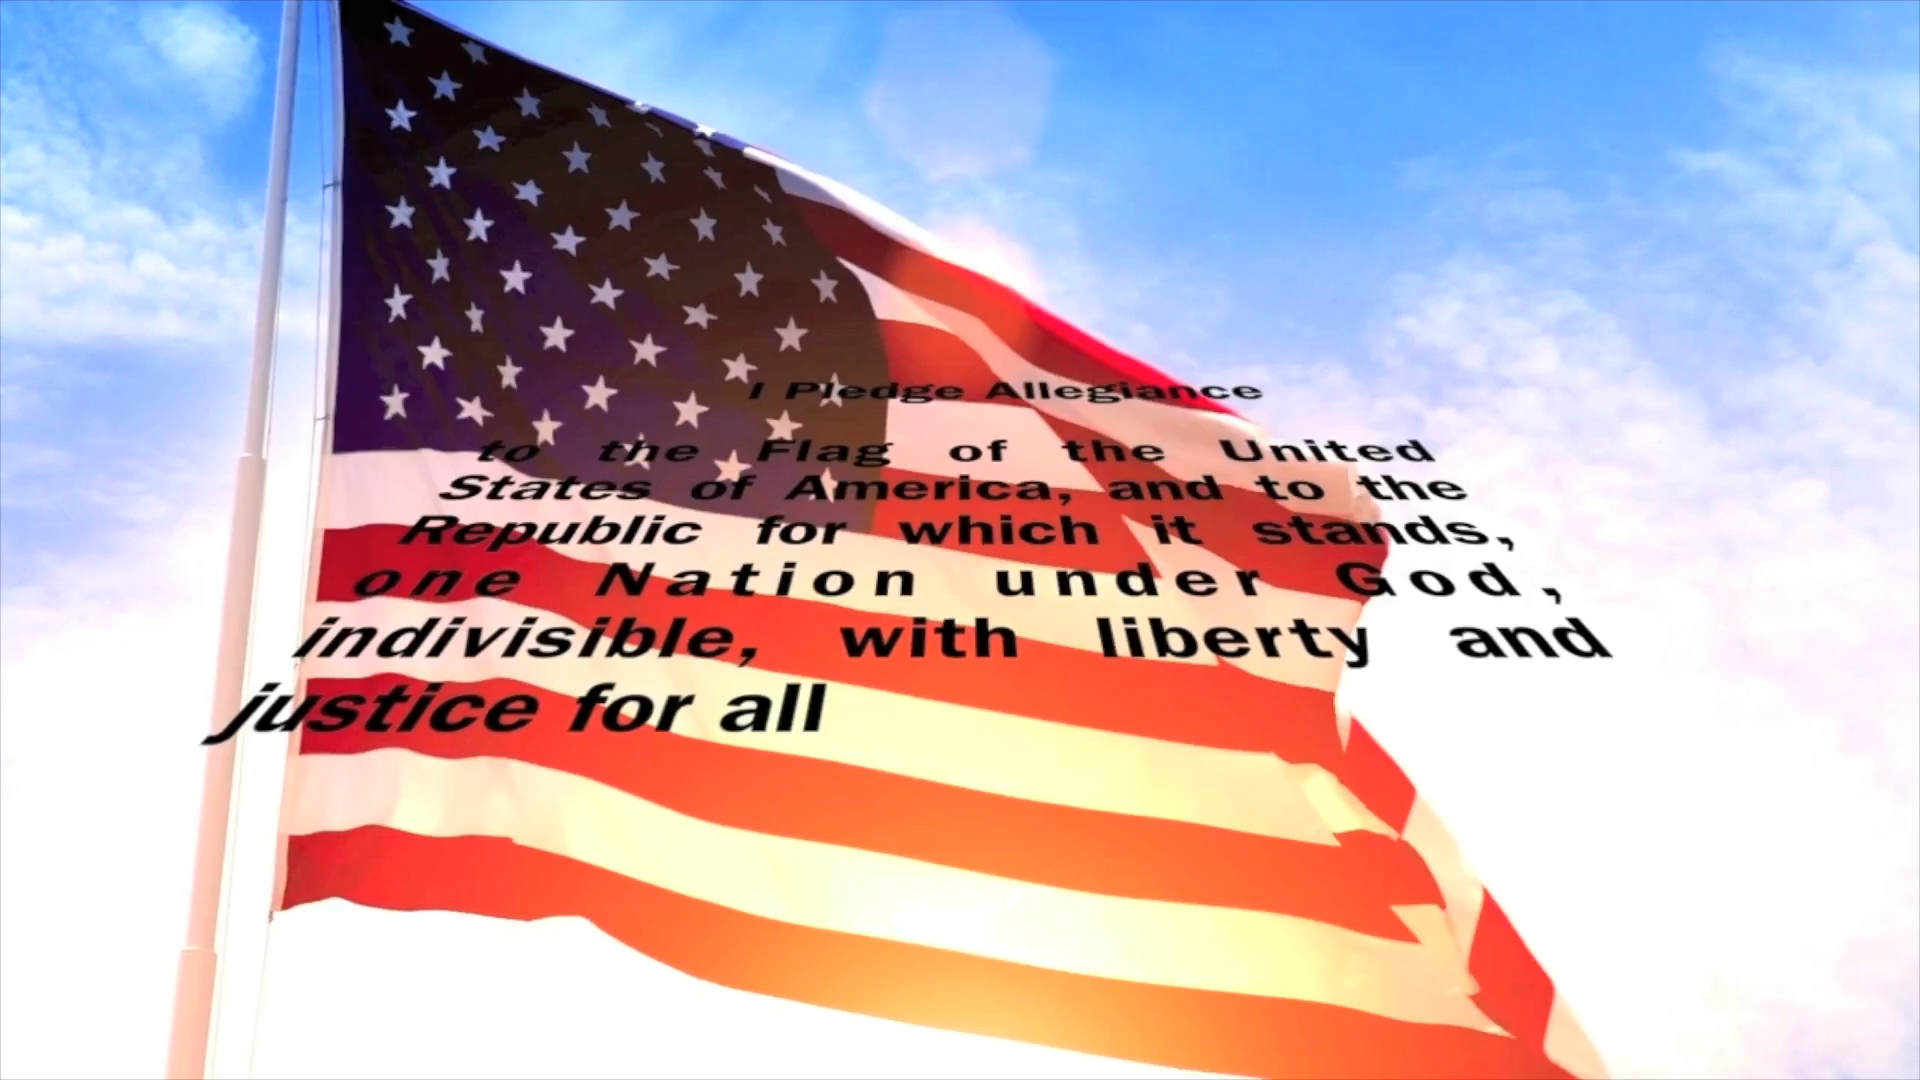 I Pledge Allegiance
to the Flag of the United
States of America, and to the
Republic for which it stands,
one Nation under God,
indivisible, with liberty and
justice for all